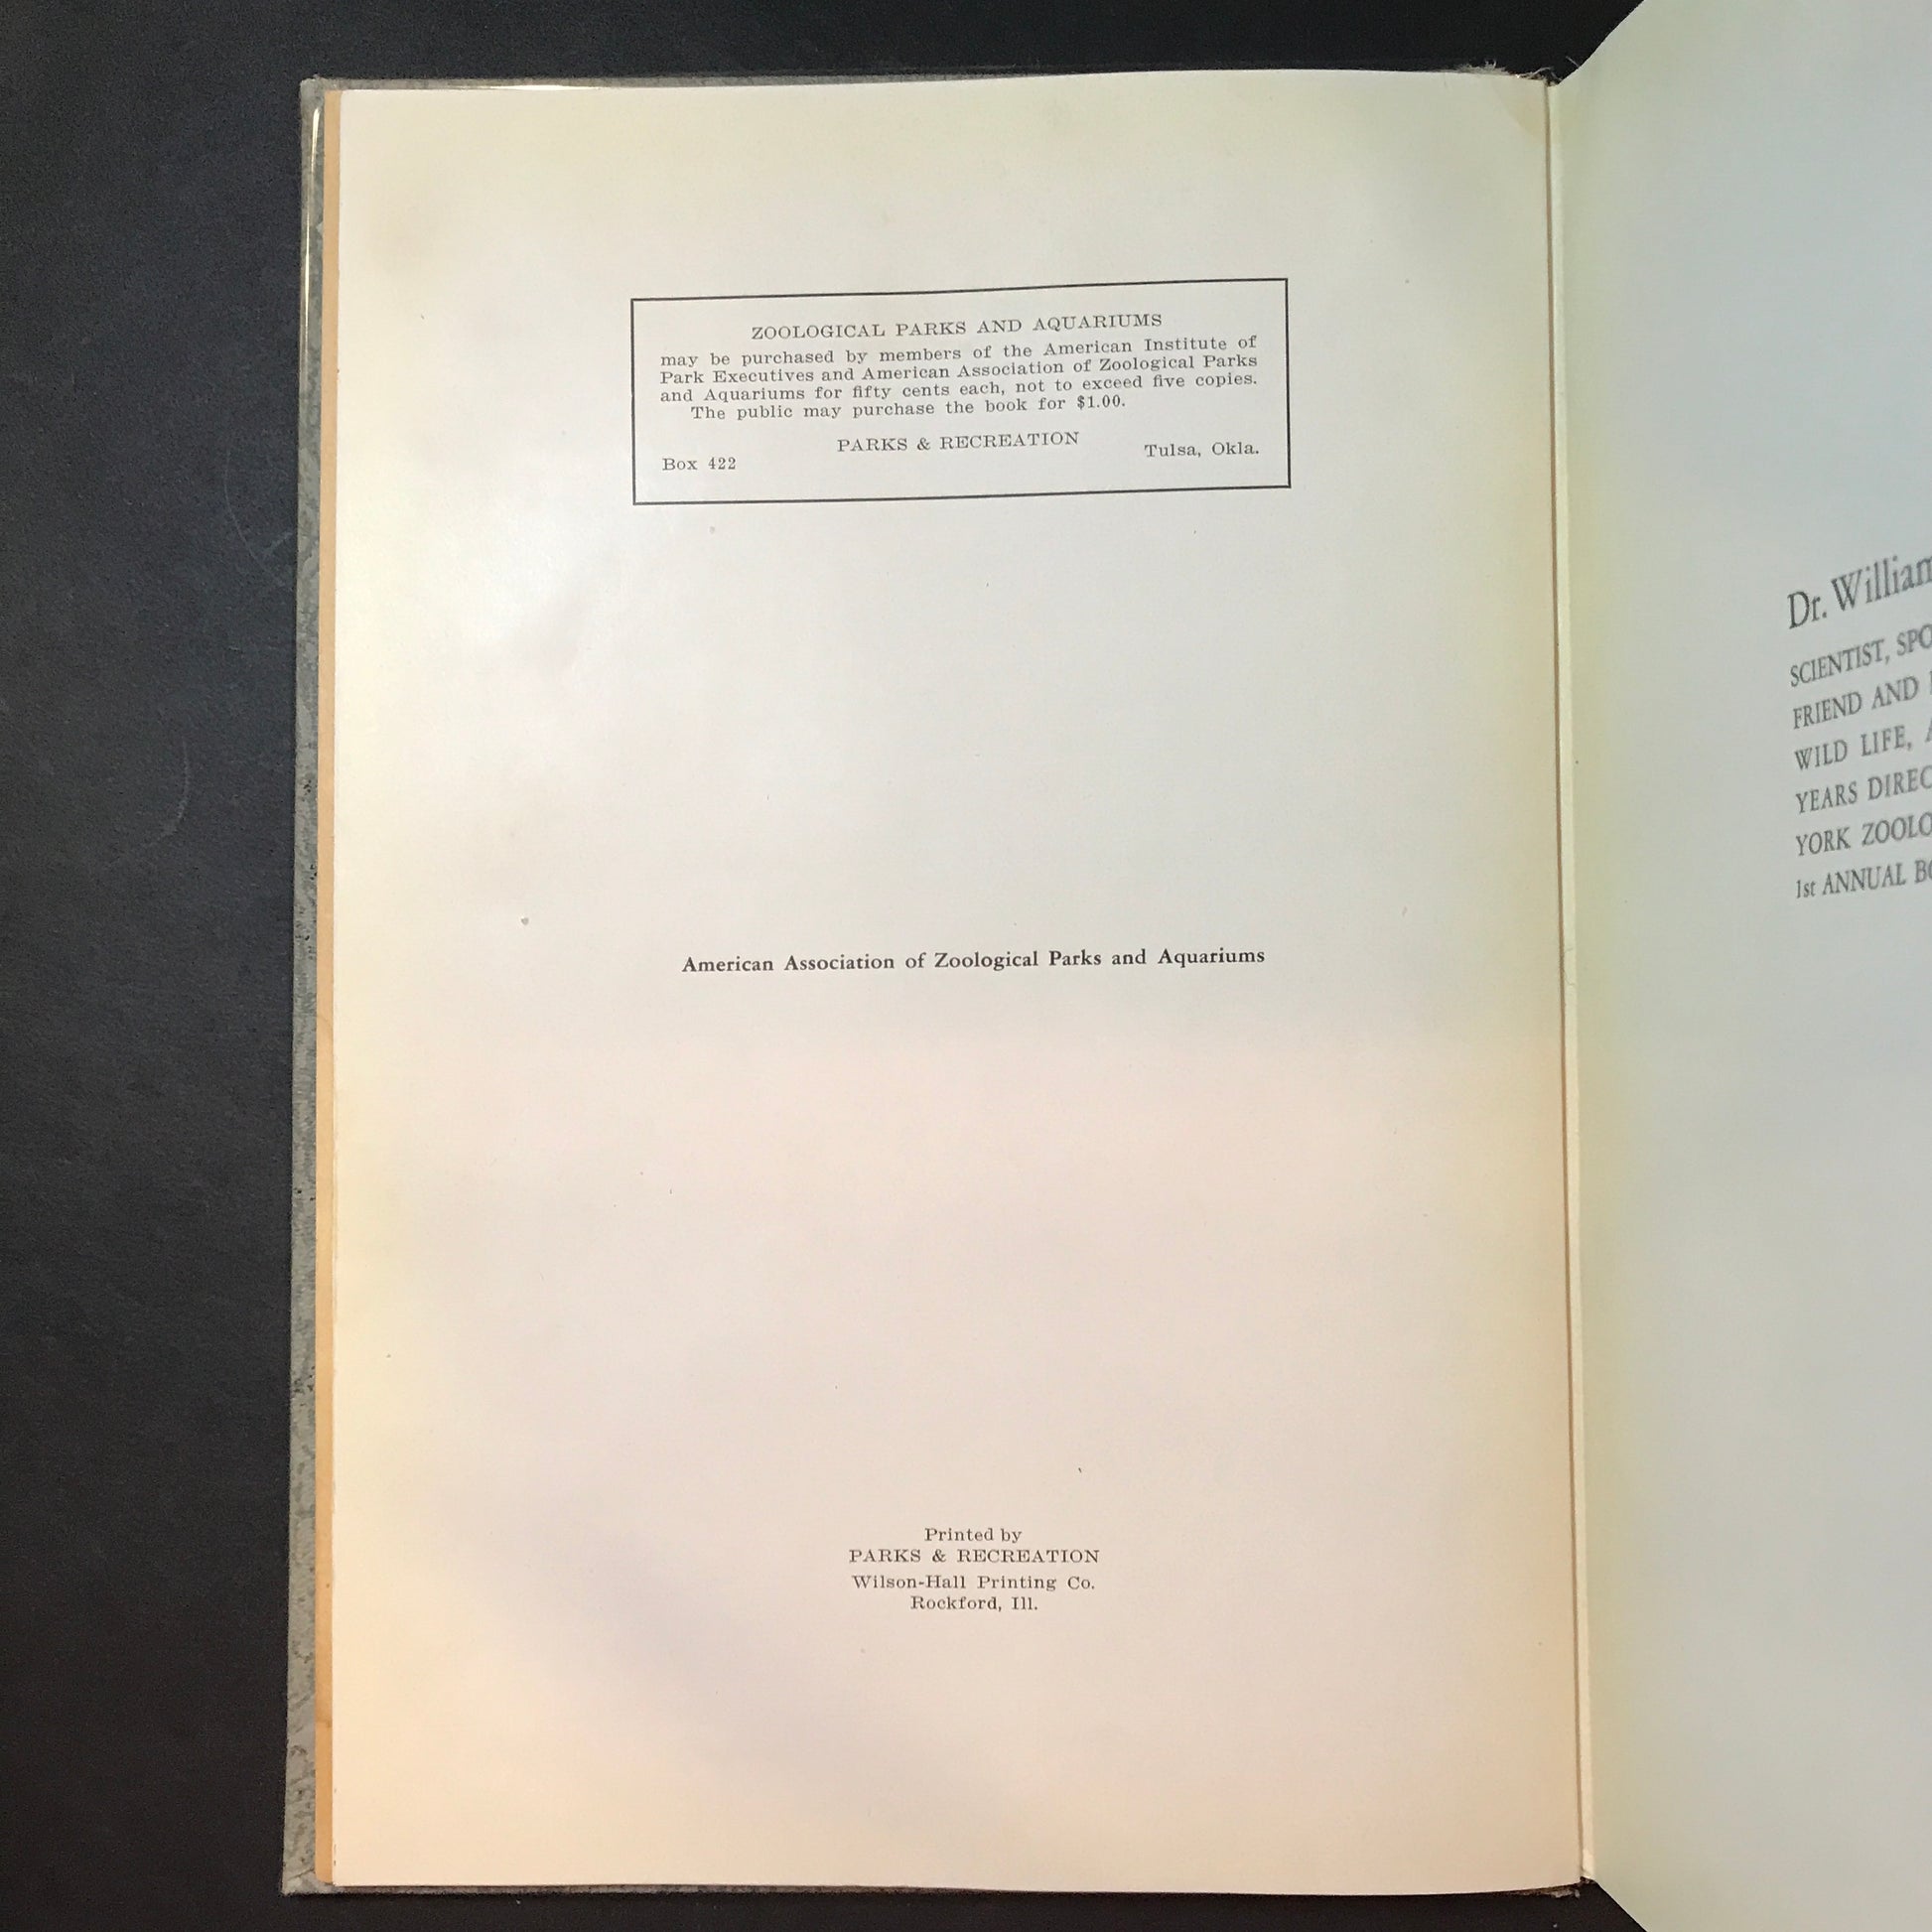 ZOOLOGICAL PARKS AND AQUARIUMS
may be purchased by members of the American Institute of
Park Executives and American Association of Zoological Parks
and Aquariums for fifty cents each, not to exceed five copies.
The public may purchase the book for $1.00.
PARKS & RECREATION
Box 422 Tulsa, Okla.
American Association of Zoological Parks and Aquariums
Printed by
PARKS & RECREATION
Wilson-Hall Printing Co.
Rockford, Ill.
Dr. William
SCIENTIST,
FRIEND AND
WILD LIFE,
YEARS
YORK
1st ANNUAL